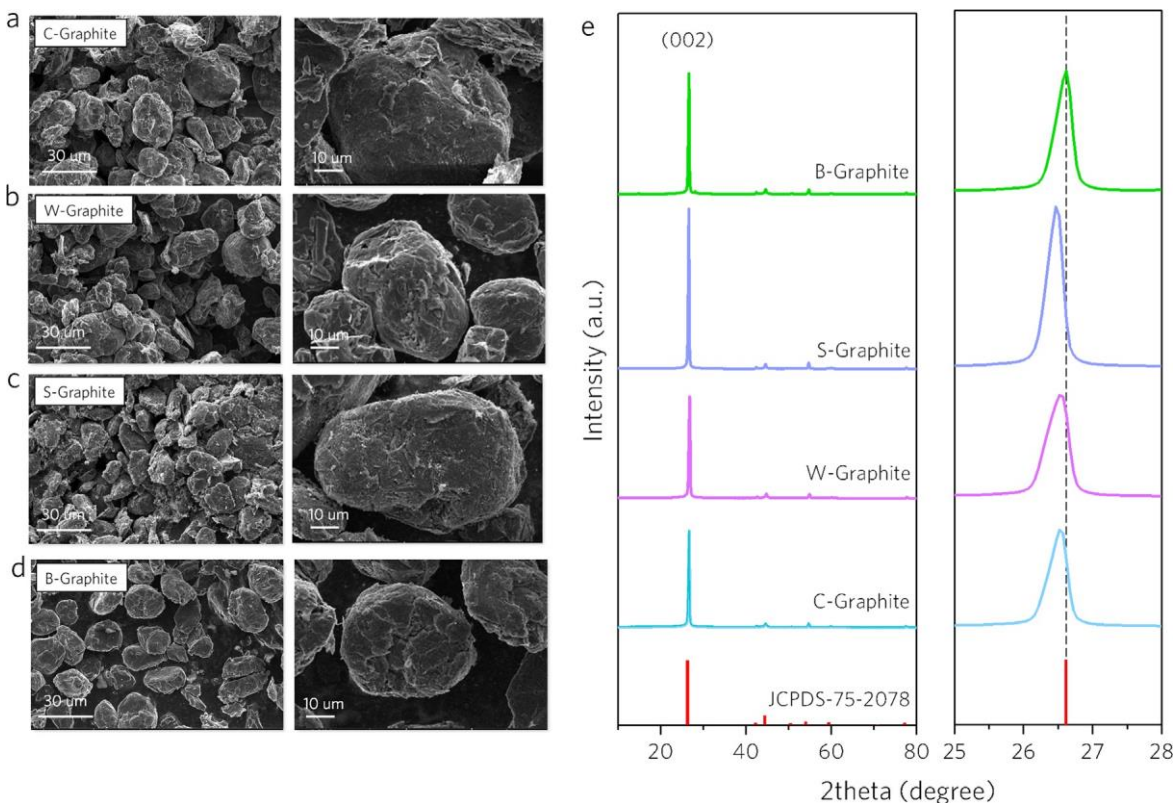 a
C-Graphite
30 um
10 um
b
W-Graphite
30 um
10 um
c
S-Graphite
30 um
10 um
d
B-Graphite
30 um
10 um
e
(002)
B-Graphite
S-Graphite
W-Graphite
C-Graphite
JCPDS-75-2078
Intensity (a.u.)
20 40 60 80
25 26 27 28
2theta (degree)